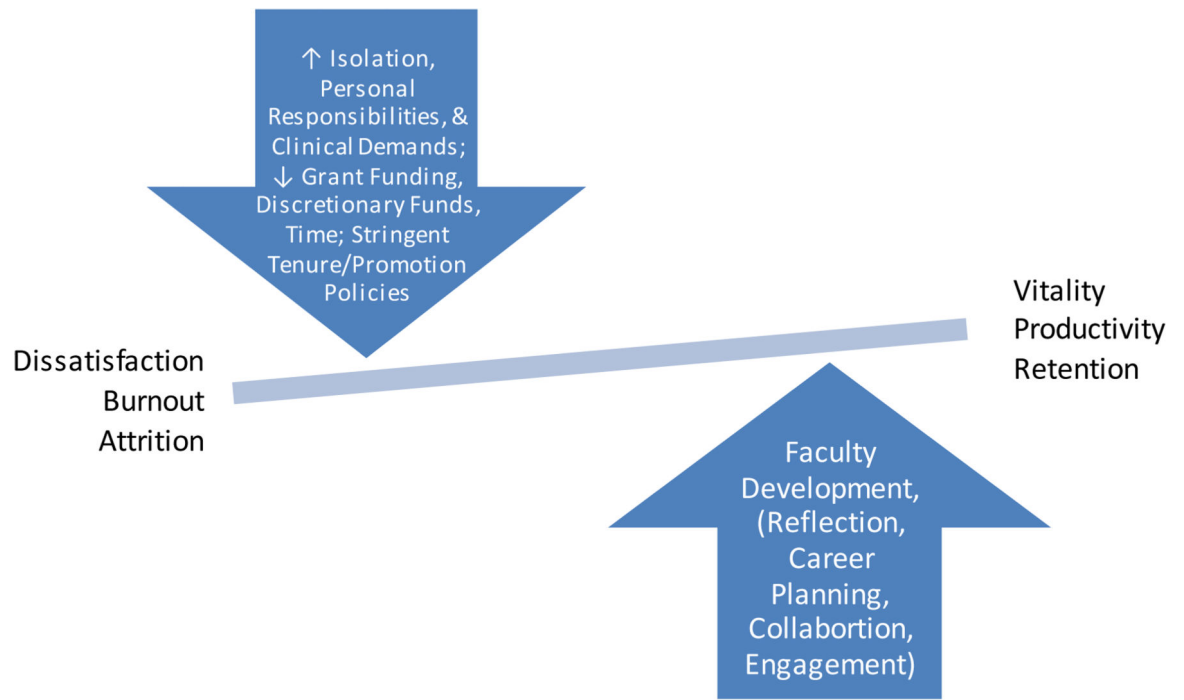 ↑ Isolation,
Personal
Responsibilities, &
Clinical Demands;
↓ Grant Funding,
Discretionary Funds,
Time; Stringent
Tenure/Promotion
Policies
Vitality
Productivity
Retention
Dissatisfaction
Burnout
Attrition
Faculty
Development,
(Reflection,
Career
Planning,
Collabortion,
Engagement)